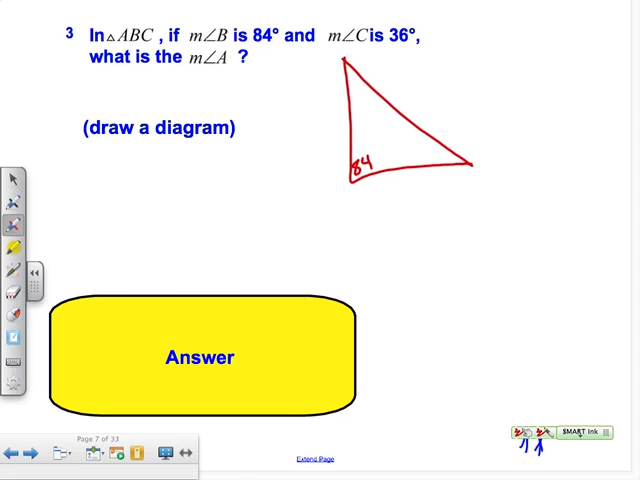 3 In △ABC , if m∠B is 84° and m∠C is 36°,
what is the m∠A ?
(draw a diagram)
84
Answer
Page 7 of 33
SMART Ink
Extend Page